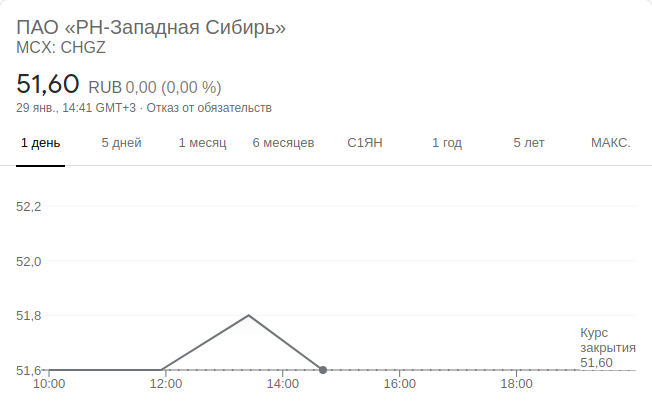 ПАО «РН-Западная Сибирь»
MCX: CHGZ
51,60 RUB 0,00 (0,00 %)
29 янв., 14:41 GMT+3 · Отказ от обязательств
1 день 5 дней 1 месяц 6 месяцев С1ЯН 1 год 5 лет МАКС.
52,2
52,0
51,8
Курс
закрытия
51,60
51,6
10:00 12:00 14:00 16:00 18:00